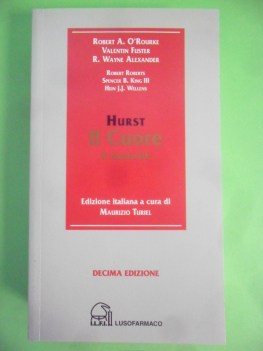 ROBERT A. O'ROURKE
VALENTIN FUSTER
R. WAYNE ALEXANDER
ROBERT ROBERTS
SPENCER B. KING III
HEIN J.J. WELLENS
HURST
Il Cuore
Edizione italiana a cura di
MAURIZIO TURIEL
DECIMA EDIZIONE
LUSOFARMACO